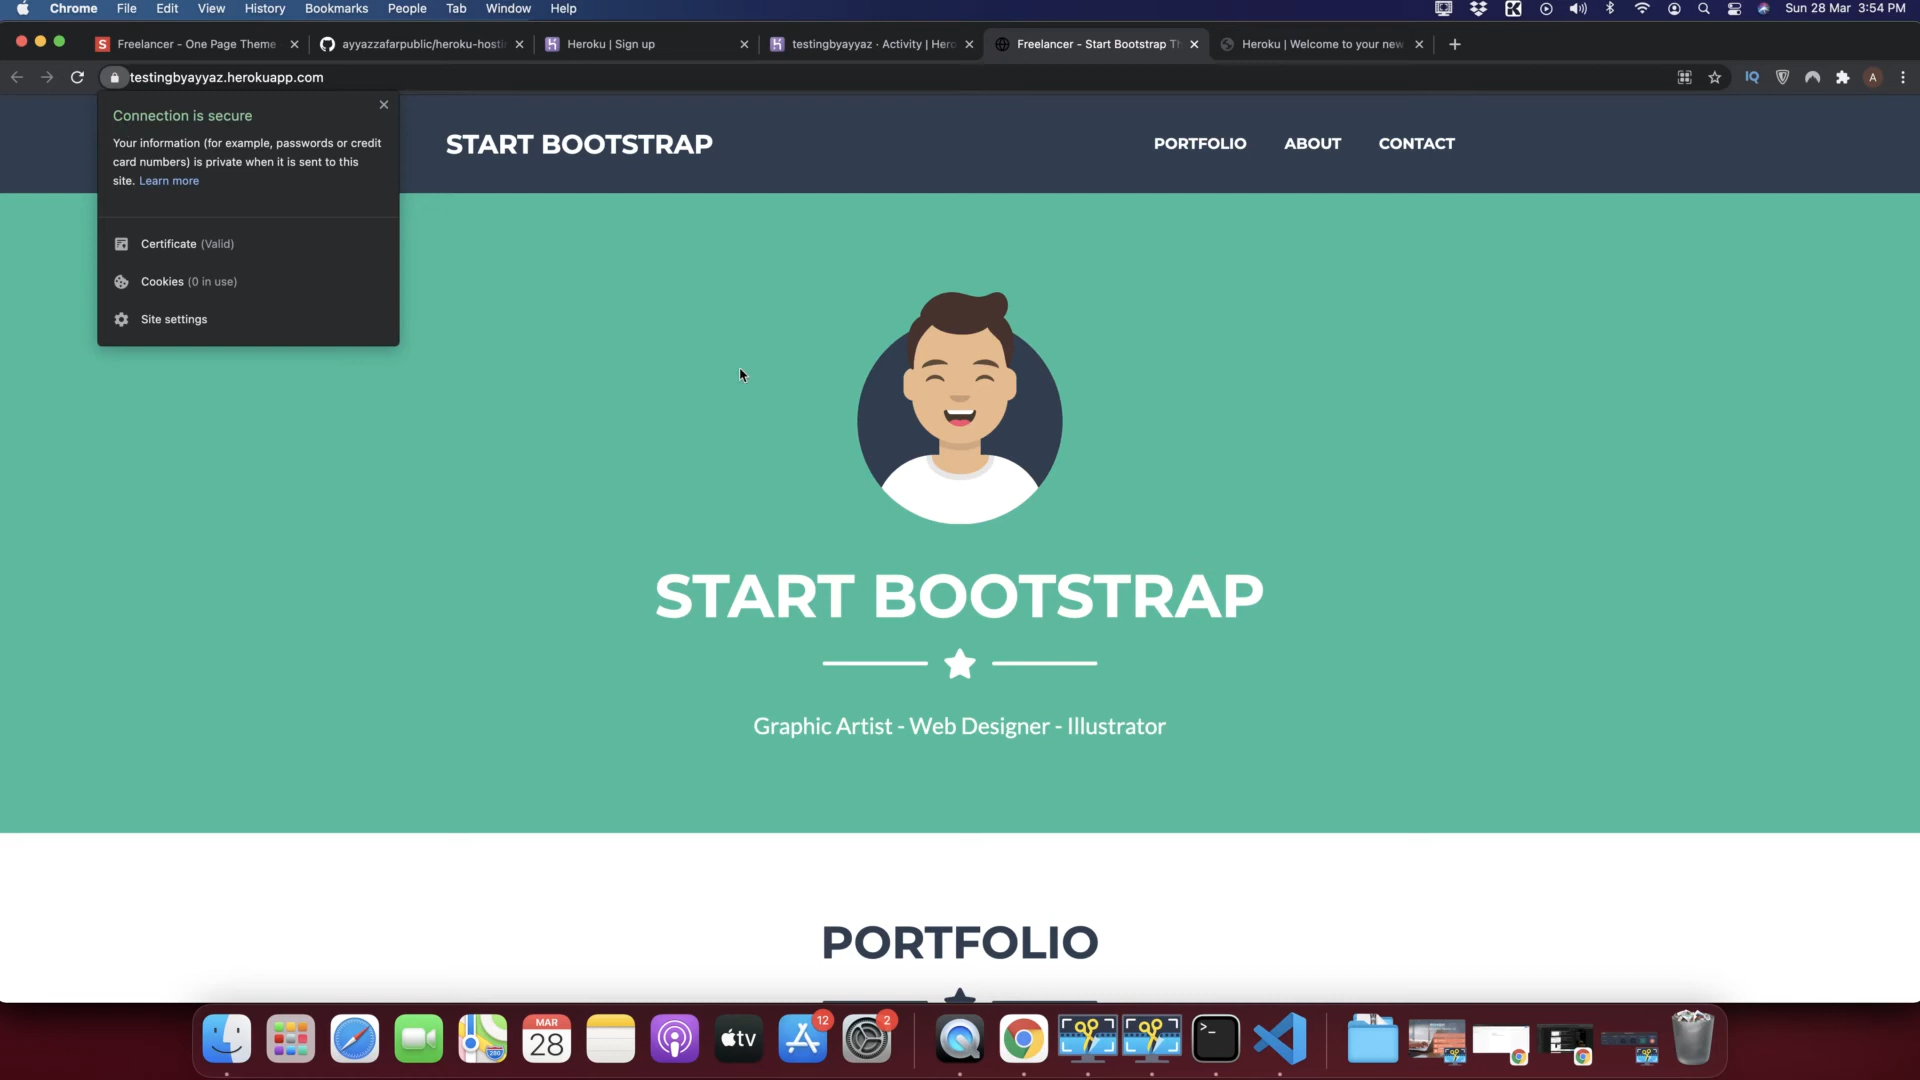 Chrome File Edit View History Bookmarks People Tab Window Help Sun 28 Mar 3:54 PM
Freelancer - One Page Theme ayyazzafarpublic/heroku-hosti Heroku | Sign up testingbyayyaz · Activity | Hero Freelancer - Start Bootstrap Th Heroku | Welcome to your new
testingbyayyaz.herokuapp.com IQ A
Connection is secure
Your information (for example, passwords or credit
card numbers) is private when it is sent to this
site. Learn more
Certificate (Valid)
Cookies (0 in use)
Site settings
START BOOTSTRAP PORTFOLIO ABOUT CONTACT
START BOOTSTRAP
Graphic Artist - Web Designer - Illustrator
PORTFOLIO
MAR
28
280
tv
12
2
>_